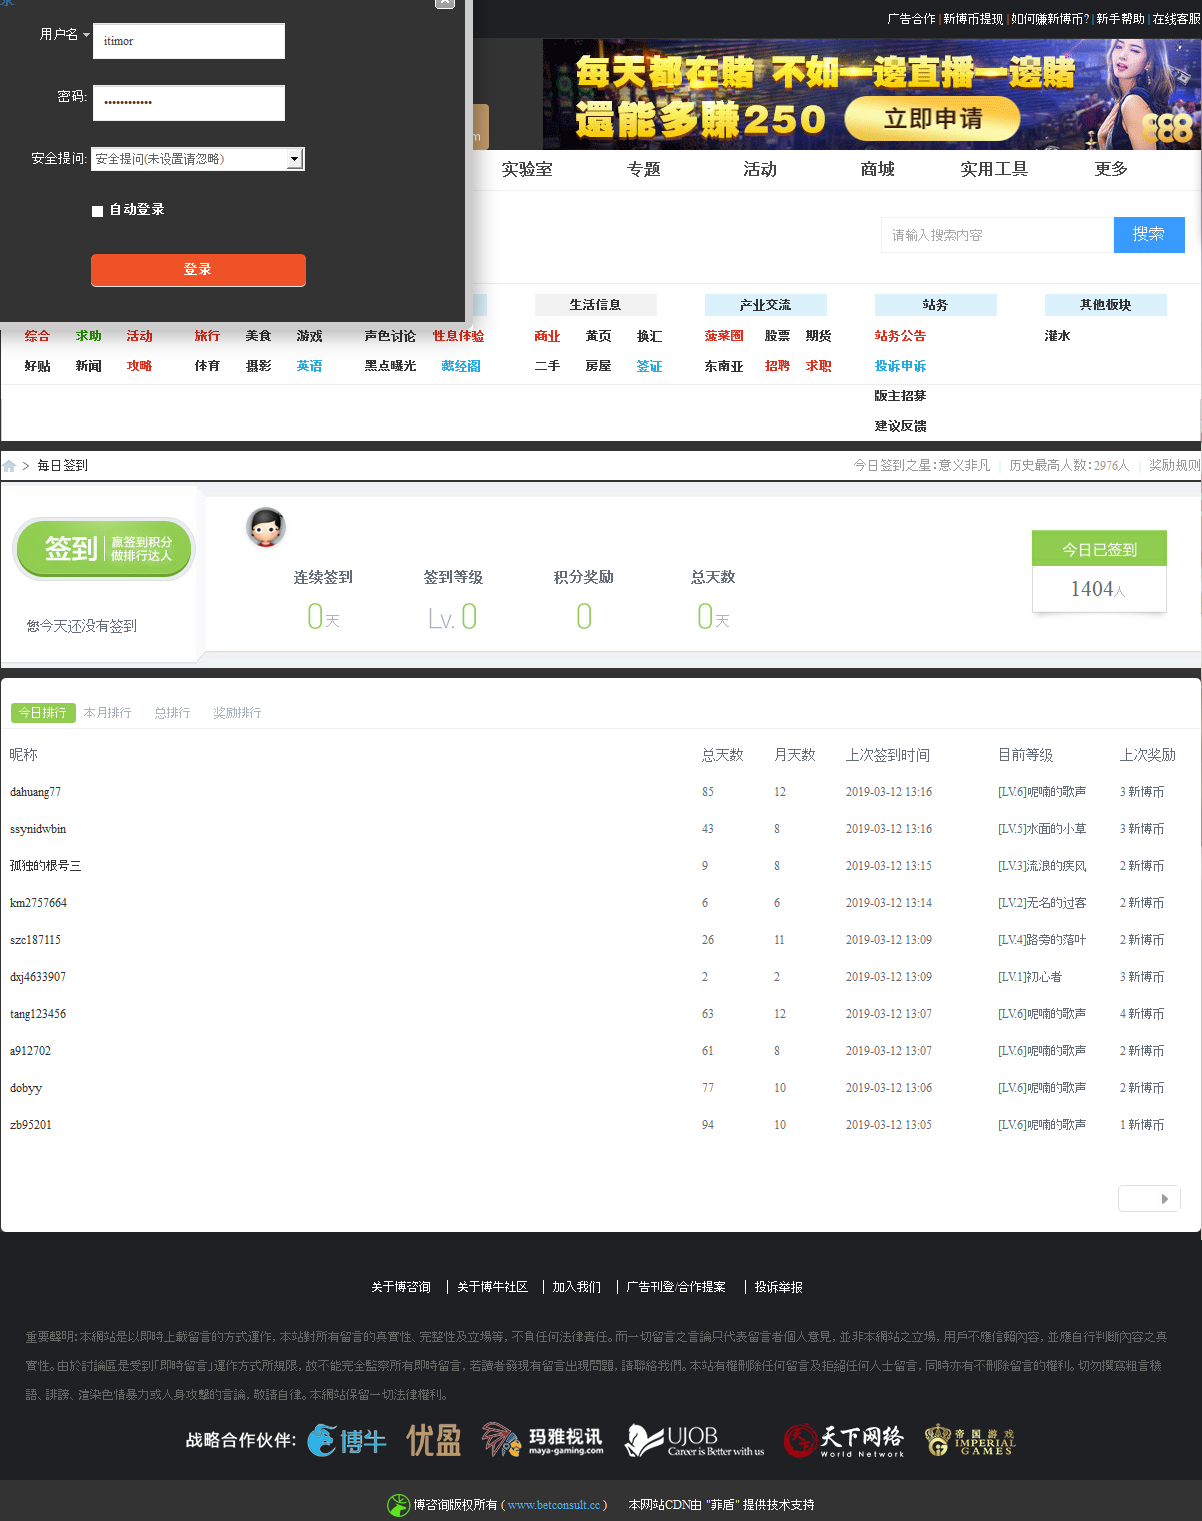 录
用户名
itimor
密码:
••••••••••••
安全提问:
安全提问(未设置请忽略)
自动登录
登录
广告合作 新博币提现 如何赚新博币? 新手帮助 在线客服
每天都在賭 不如一邊直播一邊賭
還能多賺250 立即申请
888
m
实验室 专题 活动 商城 实用工具 更多
请输入搜索内容
搜索
生活信息 产业交流 站务 其他板块
综合 求助 活动 旅行 美食 游戏 声色讨论 性息体验 商业 黄页 换汇 菠菜圈 股票 期货 站务公告 灌水
好贴 新闻 攻略 体育 摄影 英语 黑点曝光 藏经阁 二手 房屋 签证 东南亚 招聘 求职 投诉申诉
版主招募
建议反馈
> 每日签到
今日签到之星:意义非凡 | 历史最高人数:2976人 | 奖励规则
签到 赢签到积分
做排行达人
您今天还没有签到
连续签到 签到等级 积分奖励 总天数
0天 Lv.0 0 0天
今日已签到
1404人
今日排行 本月排行 总排行 奖励排行
昵称 总天数 月天数 上次签到时间 目前等级 上次奖励
dahuang77 85 12 2019-03-12 13:16 [LV.6]呢喃的歌声 3 新博币
ssynidwbin 43 8 2019-03-12 13:16 [LV.5]水面的小草 3 新博币
孤独的根号三 9 8 2019-03-12 13:15 [LV.3]流浪的疾风 2 新博币
km2757664 6 6 2019-03-12 13:14 [LV.2]无名的过客 2 新博币
szc187115 26 11 2019-03-12 13:09 [LV.4]路旁的落叶 2 新博币
dxj4633907 2 2 2019-03-12 13:09 [LV.1]初心者 3 新博币
tang123456 63 12 2019-03-12 13:07 [LV.6]呢喃的歌声 4 新博币
a912702 61 8 2019-03-12 13:07 [LV.6]呢喃的歌声 2 新博币
dobyy 77 10 2019-03-12 13:06 [LV.6]呢喃的歌声 2 新博币
zb95201 94 10 2019-03-12 13:05 [LV.6]呢喃的歌声 1 新博币
关于博咨询 | 关于博牛社区 | 加入我们 | 广告刊登/合作提案 | 投诉举报
重要聲明:本網站是以即時上載留言的方式運作, 本站對所有留言的真實性、完整性及立場等, 不負任何法律責任。而一切留言之言論只代表留言者個人意見, 並非本網站之立場, 用戶不應信賴內容, 並應自行判斷內容之真
實性。由於討論區是受到「即時留言」運作方式所規限, 故不能完全監察所有即時留言, 若讀者發現有留言出現問題, 請聯絡我們。本站有權刪除任何留言及拒絕任何人士留言, 同時亦有不刪除留言的權利。切勿撰寫粗言穢
語、誹謗、渲染色情暴力或人身攻擊的言論, 敬請自律。本網站保留一切法律權利。
战略合作伙伴: 博牛 优盈 玛雅视讯 maya-gaming.com UJOB Career is Better with us 天下网络 World Network 帝国游戏 IMPERIAL GAMES
博咨询版权所有 ( www.betconsult.cc ) 本网站CDN由 "菲盾" 提供技术支持